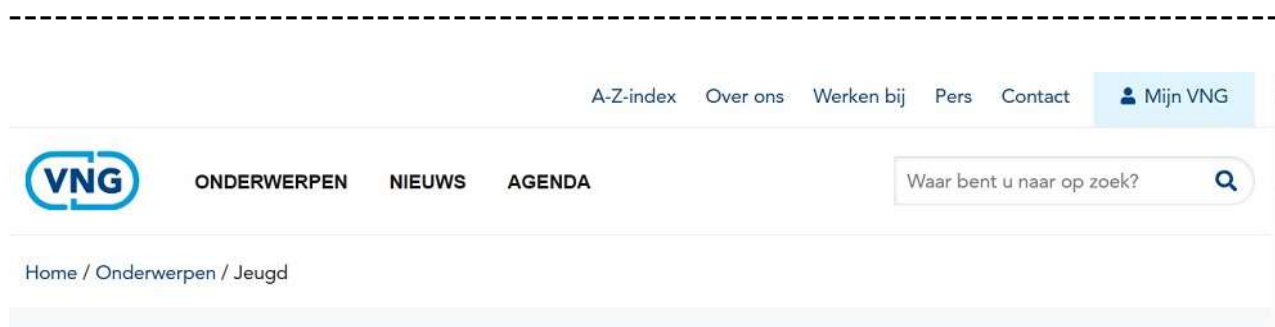 A-Z-index Over ons Werken bij Pers Contact Mijn VNG
VNG ONDERWERPEN NIEUWS AGENDA Waar bent u naar op zoek?
Home / Onderwerpen / Jeugd